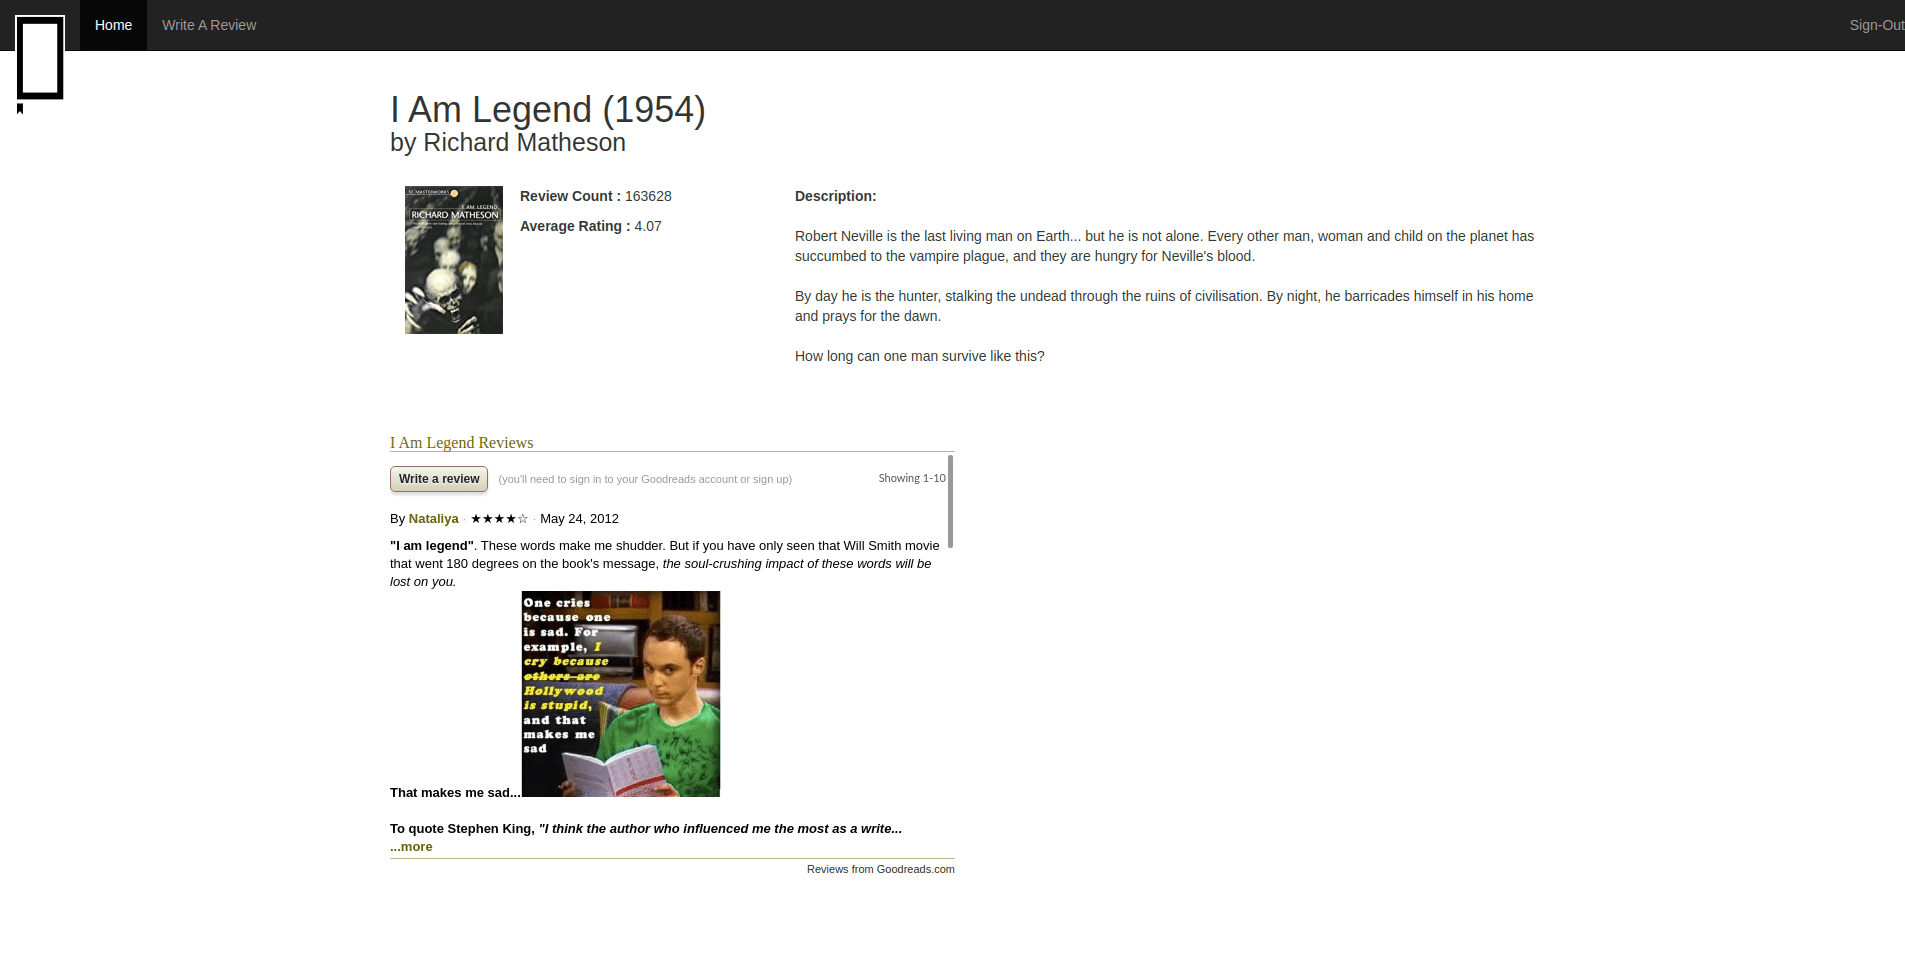 Home
Write A Review
Sign-Out
I Am Legend (1954)
by Richard Matheson
SF MASTERWORKS
I AM LEGEND
RICHARD MATHESON
Review Count : 163628
Average Rating : 4.07
Description:
Robert Neville is the last living man on Earth... but he is not alone. Every other man, woman and child on the planet has
succumbed to the vampire plague, and they are hungry for Neville's blood.
By day he is the hunter, stalking the undead through the ruins of civilisation. By night, he barricades himself in his home
and prays for the dawn.
How long can one man survive like this?
I Am Legend Reviews
Write a review
(you'll need to sign in to your Goodreads account or sign up)
Showing 1-10
By Nataliya · ★★★★☆ · May 24, 2012
"I am legend". These words make me shudder. But if you have only seen that Will Smith movie
that went 180 degrees on the book's message, the soul-crushing impact of these words will be
lost on you.
One cries
because one
is sad. For
example, I
cry because
others are
Hollywood
is stupid,
and that
makes me
sad
That makes me sad...
To quote Stephen King, "I think the author who influenced me the most as a write...
...more
Reviews from Goodreads.com